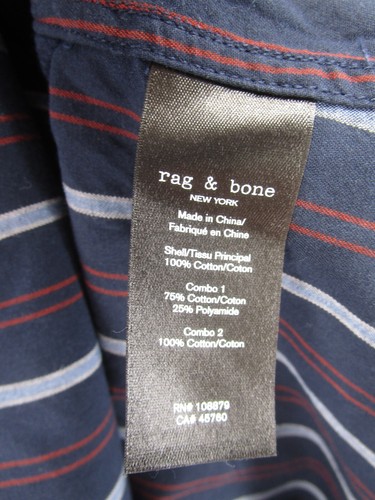 rag & bone
NEW YORK
Made in China/
Fabriqué en Chine
Shell/Tissu Principal
100% Cotton/Coton
Combo 1
75% Cotton/Coton
25% Polyamide
Combo 2
100% Cotton/Coton
RN# 108879
CA# 45760